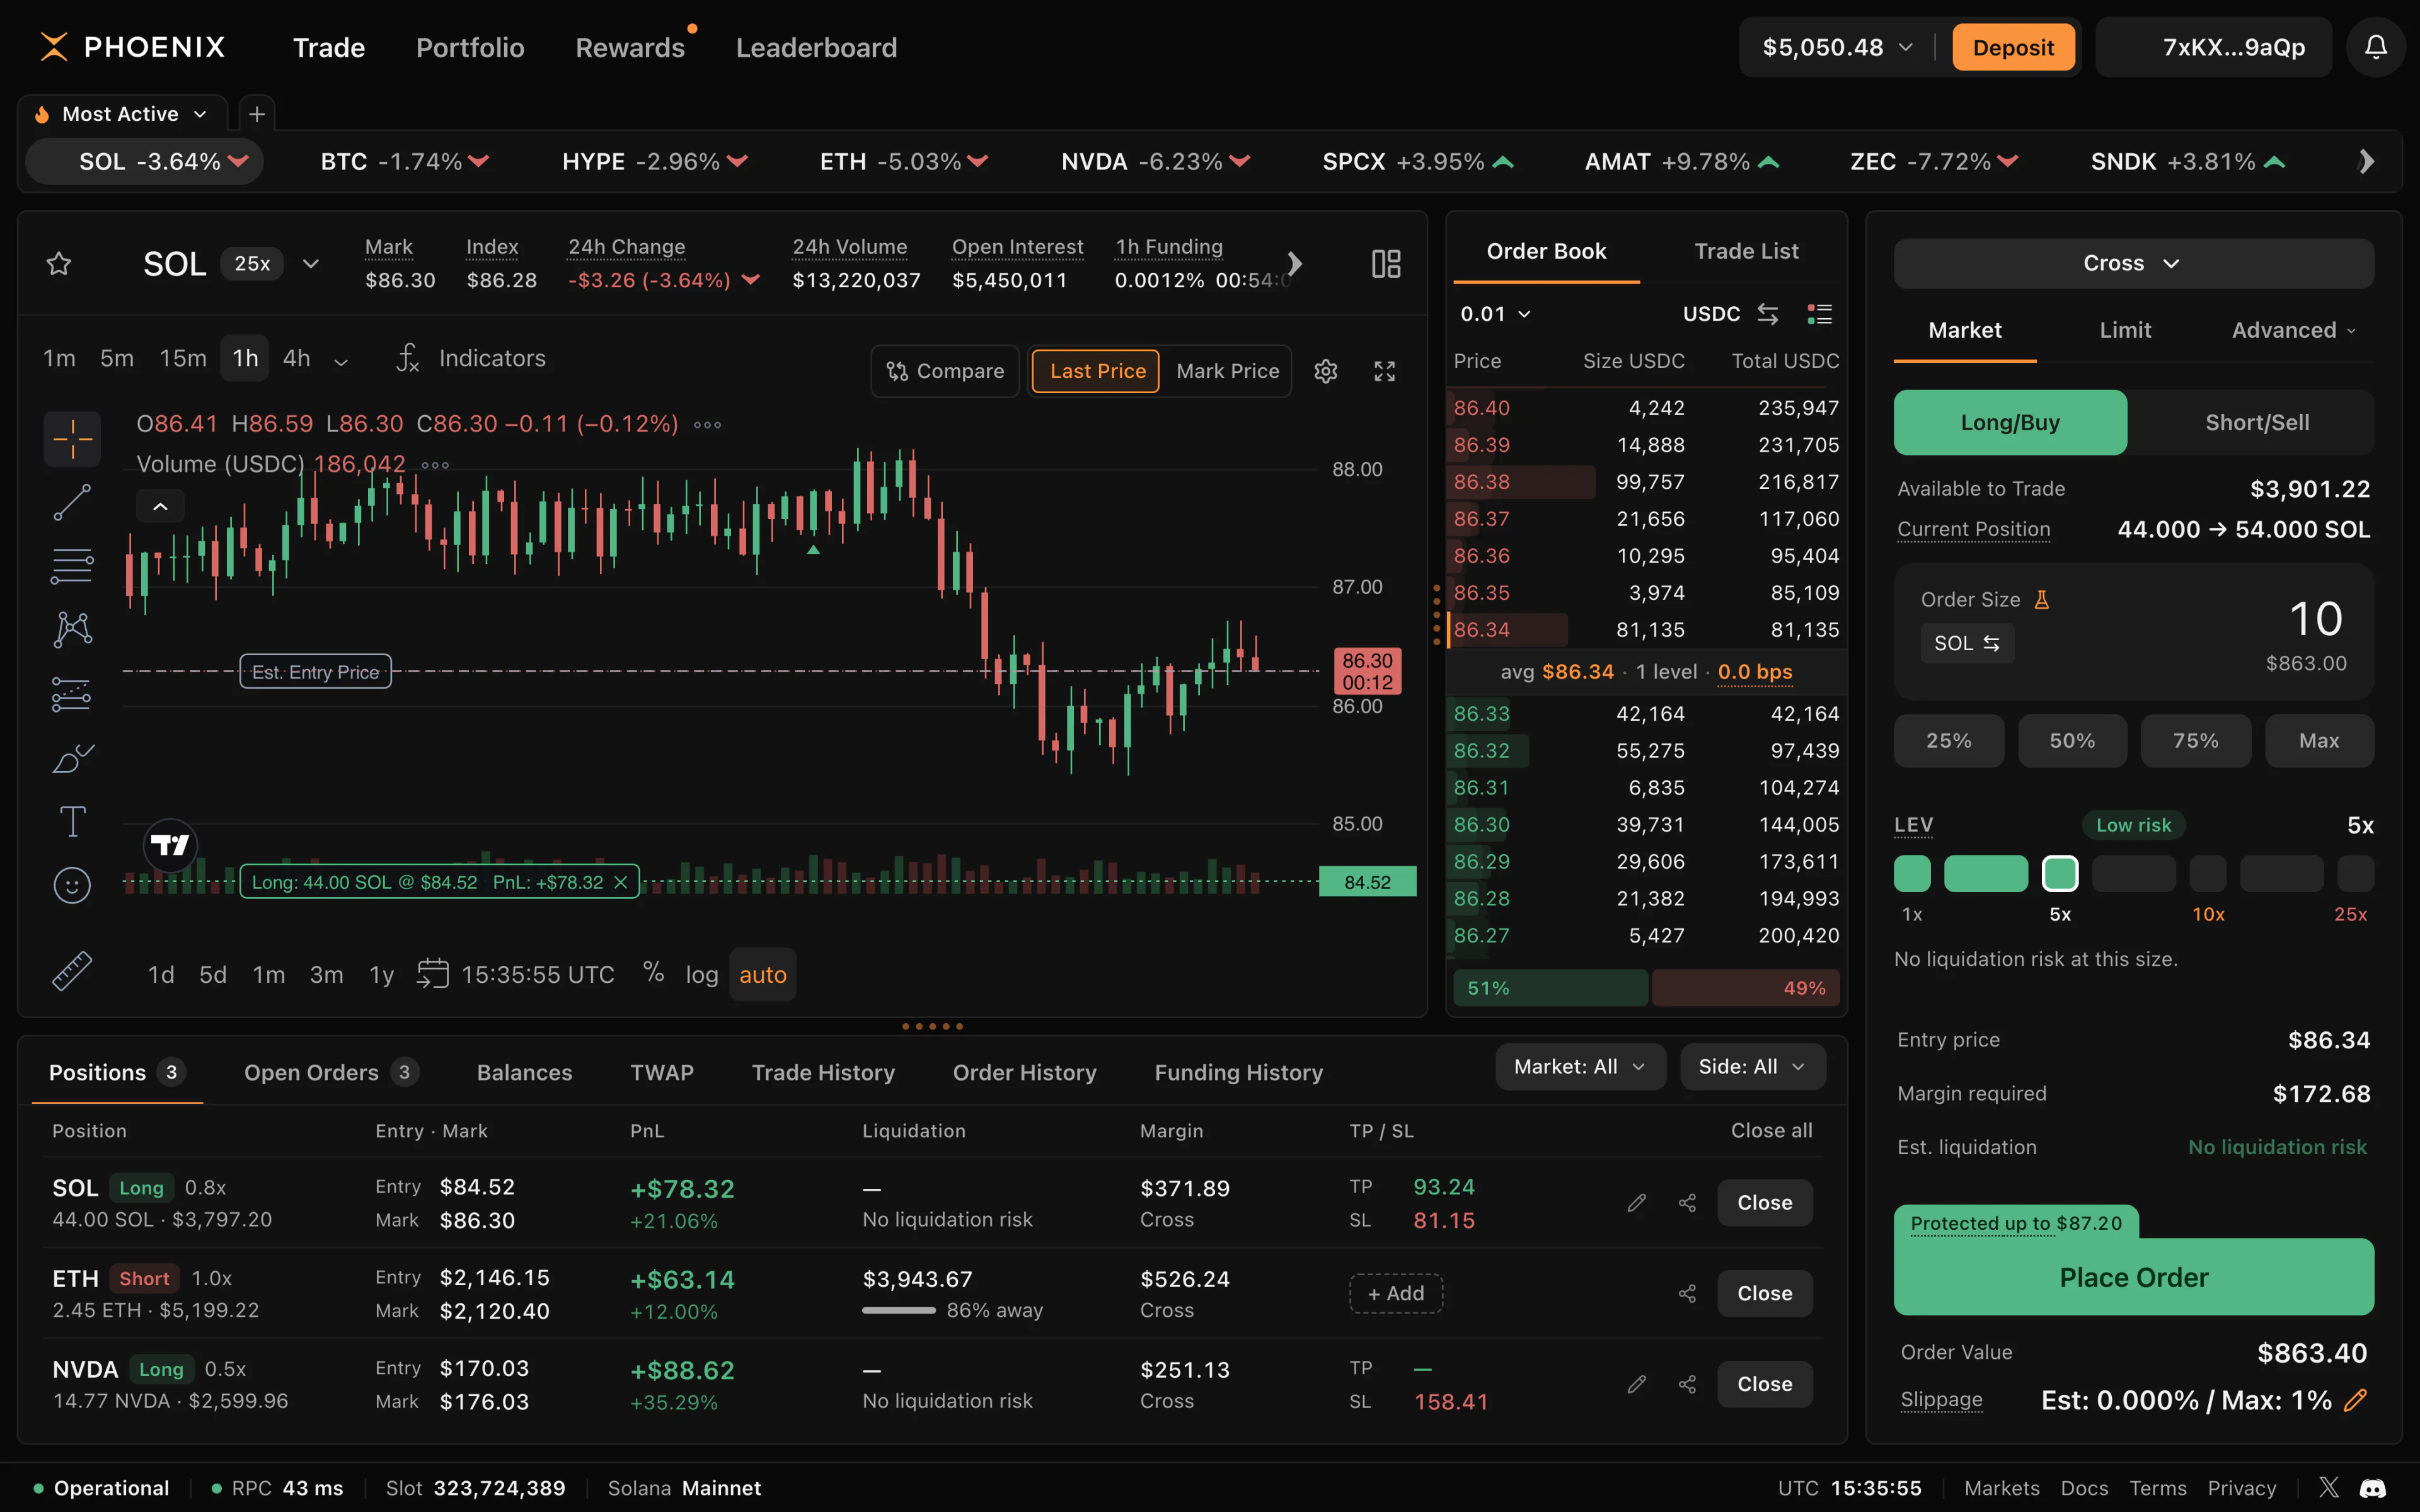 PHOENIX Trade Portfolio Rewards Leaderboard $5,050.48 Deposit 7xKX...9aQp
Most Active +
SOL -3.64% BTC -1.74% HYPE -2.96% ETH -5.03% NVDA -6.23% SPCX +3.95% AMAT +9.78% ZEC -7.72% SNDK +3.81%
SOL 25x
Mark Index 24h Change 24h Volume Open Interest 1h Funding
$86.30 $86.28 -$3.26 (-3.64%) $13,220,037 $5,450,011 0.0012% 00:54:0
1m 5m 15m 1h 4h Indicators
Compare Last Price Mark Price
O86.41 H86.59 L86.30 C86.30 −0.11 (−0.12%)
Volume (USDC) 186,042
88.00
87.00
Est. Entry Price
86.30
00:12
86.00
85.00
Long: 44.00 SOL @ $84.52 PnL: +$78.32
84.52
1d 5d 1m 3m 1y 15:35:55 UTC % log auto
Order Book Trade List
0.01 USDC
Price Size USDC Total USDC
86.40 4,242 235,947
86.39 14,888 231,705
86.38 99,757 216,817
86.37 21,656 117,060
86.36 10,295 95,404
86.35 3,974 85,109
86.34 81,135 81,135
avg $86.34 · 1 level · 0.0 bps
86.33 42,164 42,164
86.32 55,275 97,439
86.31 6,835 104,274
86.30 39,731 144,005
86.29 29,606 173,611
86.28 21,382 194,993
86.27 5,427 200,420
51% 49%
Cross
Market Limit Advanced
Long/Buy Short/Sell
Available to Trade $3,901.22
Current Position 44.000 → 54.000 SOL
Order Size 10
SOL $863.00
25% 50% 75% Max
LEV Low risk 5x
1x 5x 10x 25x
No liquidation risk at this size.
Entry price $86.34
Margin required $172.68
Est. liquidation No liquidation risk
Protected up to $87.20
Place Order
Order Value $863.40
Slippage Est: 0.000% / Max: 1%
Positions 3 Open Orders 3 Balances TWAP Trade History Order History Funding History Market: All Side: All
Position Entry · Mark PnL Liquidation Margin TP / SL Close all
SOL Long 0.8x Entry $84.52 +$78.32 — $371.89 TP 93.24 Close
44.00 SOL · $3,797.20 Mark $86.30 +21.06% No liquidation risk Cross SL 81.15
ETH Short 1.0x Entry $2,146.15 +$63.14 $3,943.67 $526.24 + Add Close
2.45 ETH · $5,199.22 Mark $2,120.40 +12.00% 86% away Cross
NVDA Long 0.5x Entry $170.03 +$88.62 — $251.13 TP — Close
14.77 NVDA · $2,599.96 Mark $176.03 +35.29% No liquidation risk Cross SL 158.41
Operational RPC 43 ms Slot 323,724,389 Solana Mainnet UTC 15:35:55 Markets Docs Terms Privacy